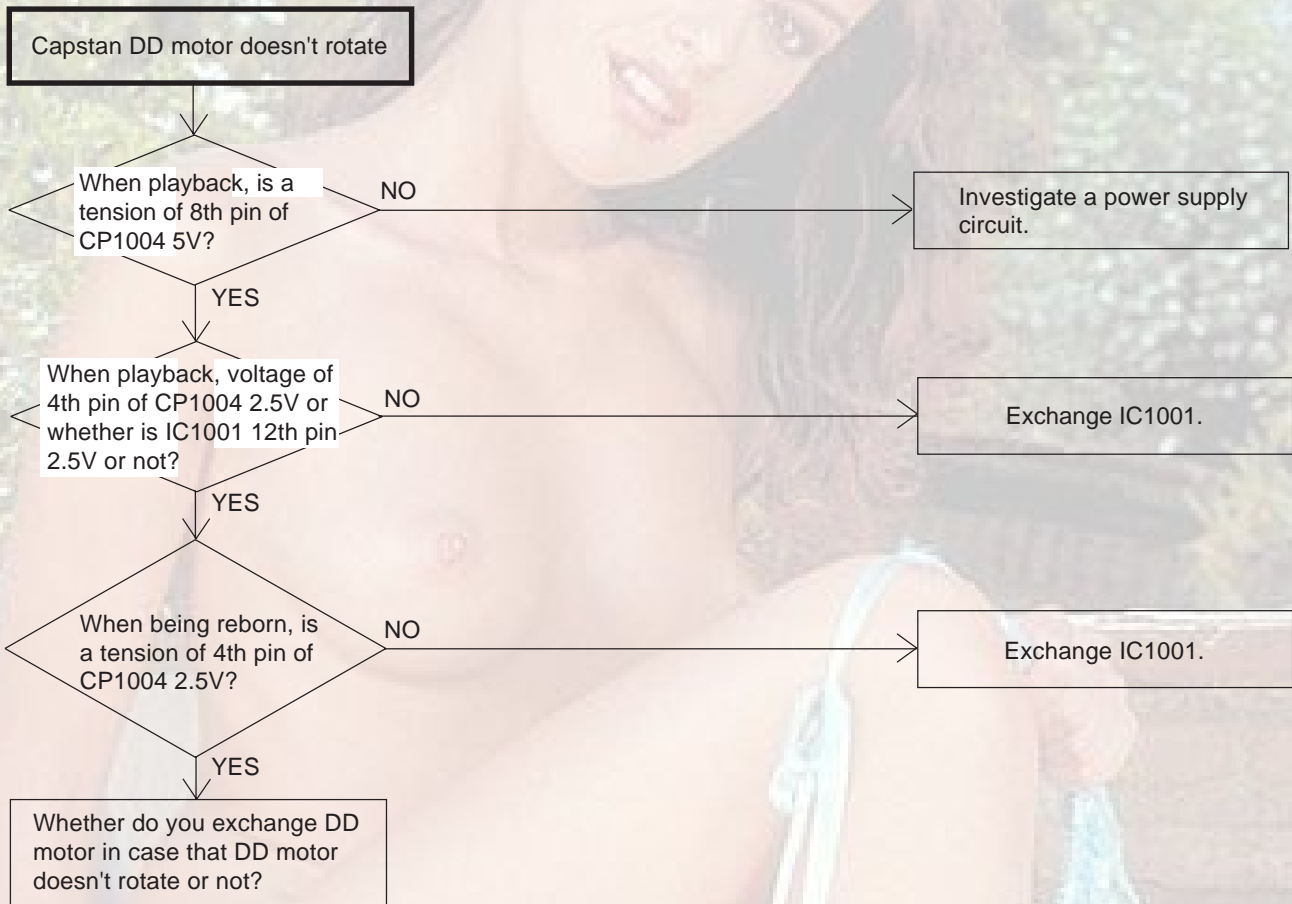 Capstan DD motor doesn't rotate
When playback, is a
tension of 8th pin of
CP1004 5V?
NO
Investigate a power supply
circuit.
YES
When playback, voltage of
4th pin of CP1004 2.5V or
whether is IC1001 12th pin
2.5V or not?
NO
Exchange IC1001.
YES
When being reborn, is
a tension of 4th pin of
CP1004 2.5V?
NO
Exchange IC1001.
YES
Whether do you exchange DD
motor in case that DD motor
doesn't rotate or not?